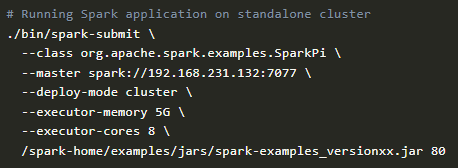 # Running Spark application on standalone cluster
./bin/spark-submit \
--class org.apache.spark.examples.SparkPi \
--master spark://192.168.231.132:7077 \
--deploy-mode cluster \
--executor-memory 5G \
--executor-cores 8 \
/spark-home/examples/jars/spark-examples_versionxx.jar 80